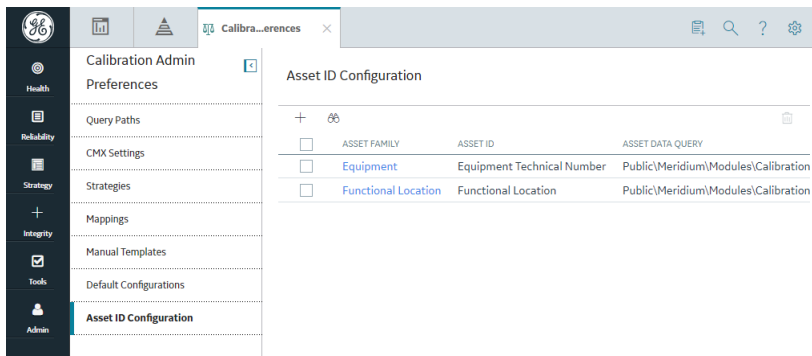 Calibra...erences
Health
Reliability
Strategy
Integrity
Tools
Admin
Calibration Admin
Preferences
Query Paths
CMX Settings
Strategies
Mappings
Manual Templates
Default Configurations
Asset ID Configuration
Asset ID Configuration
ASSET FAMILY ASSET ID ASSET DATA QUERY
Equipment Equipment Technical Number Public\Meridium\Modules\Calibration
Functional Location Functional Location Public\Meridium\Modules\Calibration